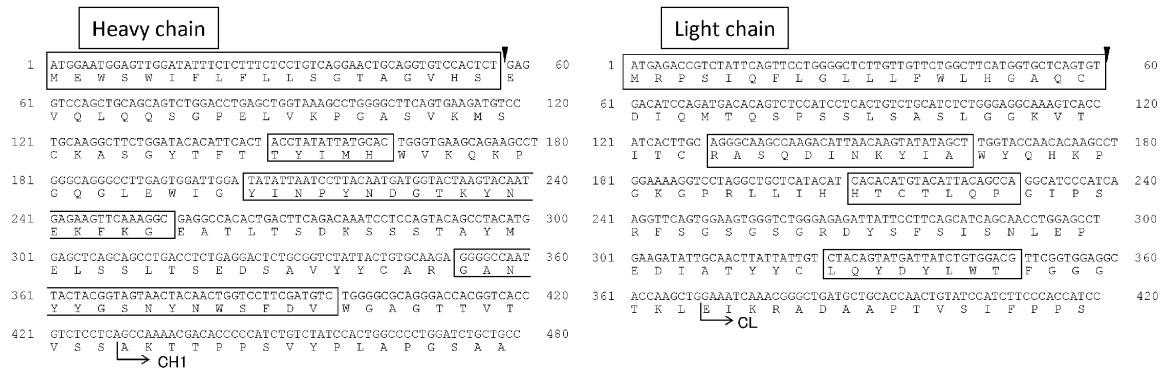 Heavy chain
1 ATGGAATGGAGTTGGATATTTCTCTTTCTCCTGTCAGGAACTGCAGGTGTCCACTCT GAG 60
M E W S W I F L F L L S G T A G V H S E
61 GTCCAGCTGCAGCAGTCTGGACCTGAGCTGGTAAAGCCTGGGGCTTCAGTGAAGATGTCC 120
V Q L Q Q S G P E L V K P G A S V K M S
121 TGCAAGGCTTCTGGATACACATTCACT ACCTATATTATGCAC TGGGTGAAGCAGAAGCCT 180
C K A S G Y T F T T Y I M H W V K Q K P
181 GGGCAGGGCCTTGAGTGGATTGGA TATATTAATCCTTACAATGATGGTACTAAGTACAAT 240
G Q G L E W I G Y I N P Y N D G T K Y N
241 GAGAAGTTCAAAGGC GAGGCCACACTGACTTCAGACAAATCCTCCAGTACAGCCTACATG 300
E K F K G E A T L T S D K S S S T A Y M
301 GAGCTCAGCAGCCTGACCTCTGAGGACTCTGCGGTCTATTACTGTGCAAGA GGGGCCAAT 360
E L S S L T S E D S A V Y Y C A R G A N
361 TACTACGGTAGTAACTACAACTGGTCCTTCGATGTC TGGGGCGCAGGGACCACGGTCACC 420
Y Y G S N Y N W S F D V W G A G T T V T
421 GTCTCCTCAGCCAAAACGACACCCCCATCTGTCTATCCACTGGCCCCTGGATCTGCTGCC 480
V S S A K T T P P S V Y P L A P G S A A
CH1
Light chain
1 ATGAGACCGTCTATTCAGTTCCTGGGGCTCTTGTTGTTCTGGCTTCATGGTGCTCAGTGT 60
M R P S I Q F L G L L L F W L H G A Q C
61 GACATCCAGATGACACAGTCTCCATCCTCACTGTCTGCATCTCTGGGAGGCAAAGTCACC 120
D I Q M T Q S P S S L S A S L G G K V T
121 ATCACTTGC AGGGCAAGCCAAGACATTAACAAGTATATAGCT TGGTACCAACACAAGCCT 180
I T C R A S Q D I N K Y I A W Y Q H K P
181 GGAAAAGGTCCTAGGCTGCTCATACAT CACACATGTACATTACAGCCA GGCATCCCATCA 240
G K G P R L L I H H T C T L Q P G I P S
241 AGGTTCAGTGGAAGTGGGTCTGGGAGAGATTATTCCTTCAGCATCAGCAACCTGGAGCCT 300
R F S G S G S G R D Y S F S I S N L E P
301 GAAGATATTGCAACTTATTATTGT CTACAGTATGATTATCTGTGGACG TTCGGTGGAGGC 360
E D I A T Y Y C L Q Y D Y L W T F G G G
361 ACCAAGCTGGAAATCAAACGGGCTGATGCTGCACCAACTGTATCCATCTTCCCACCATCC 420
T K L E I K R A D A A P T V S I F P P S
CL